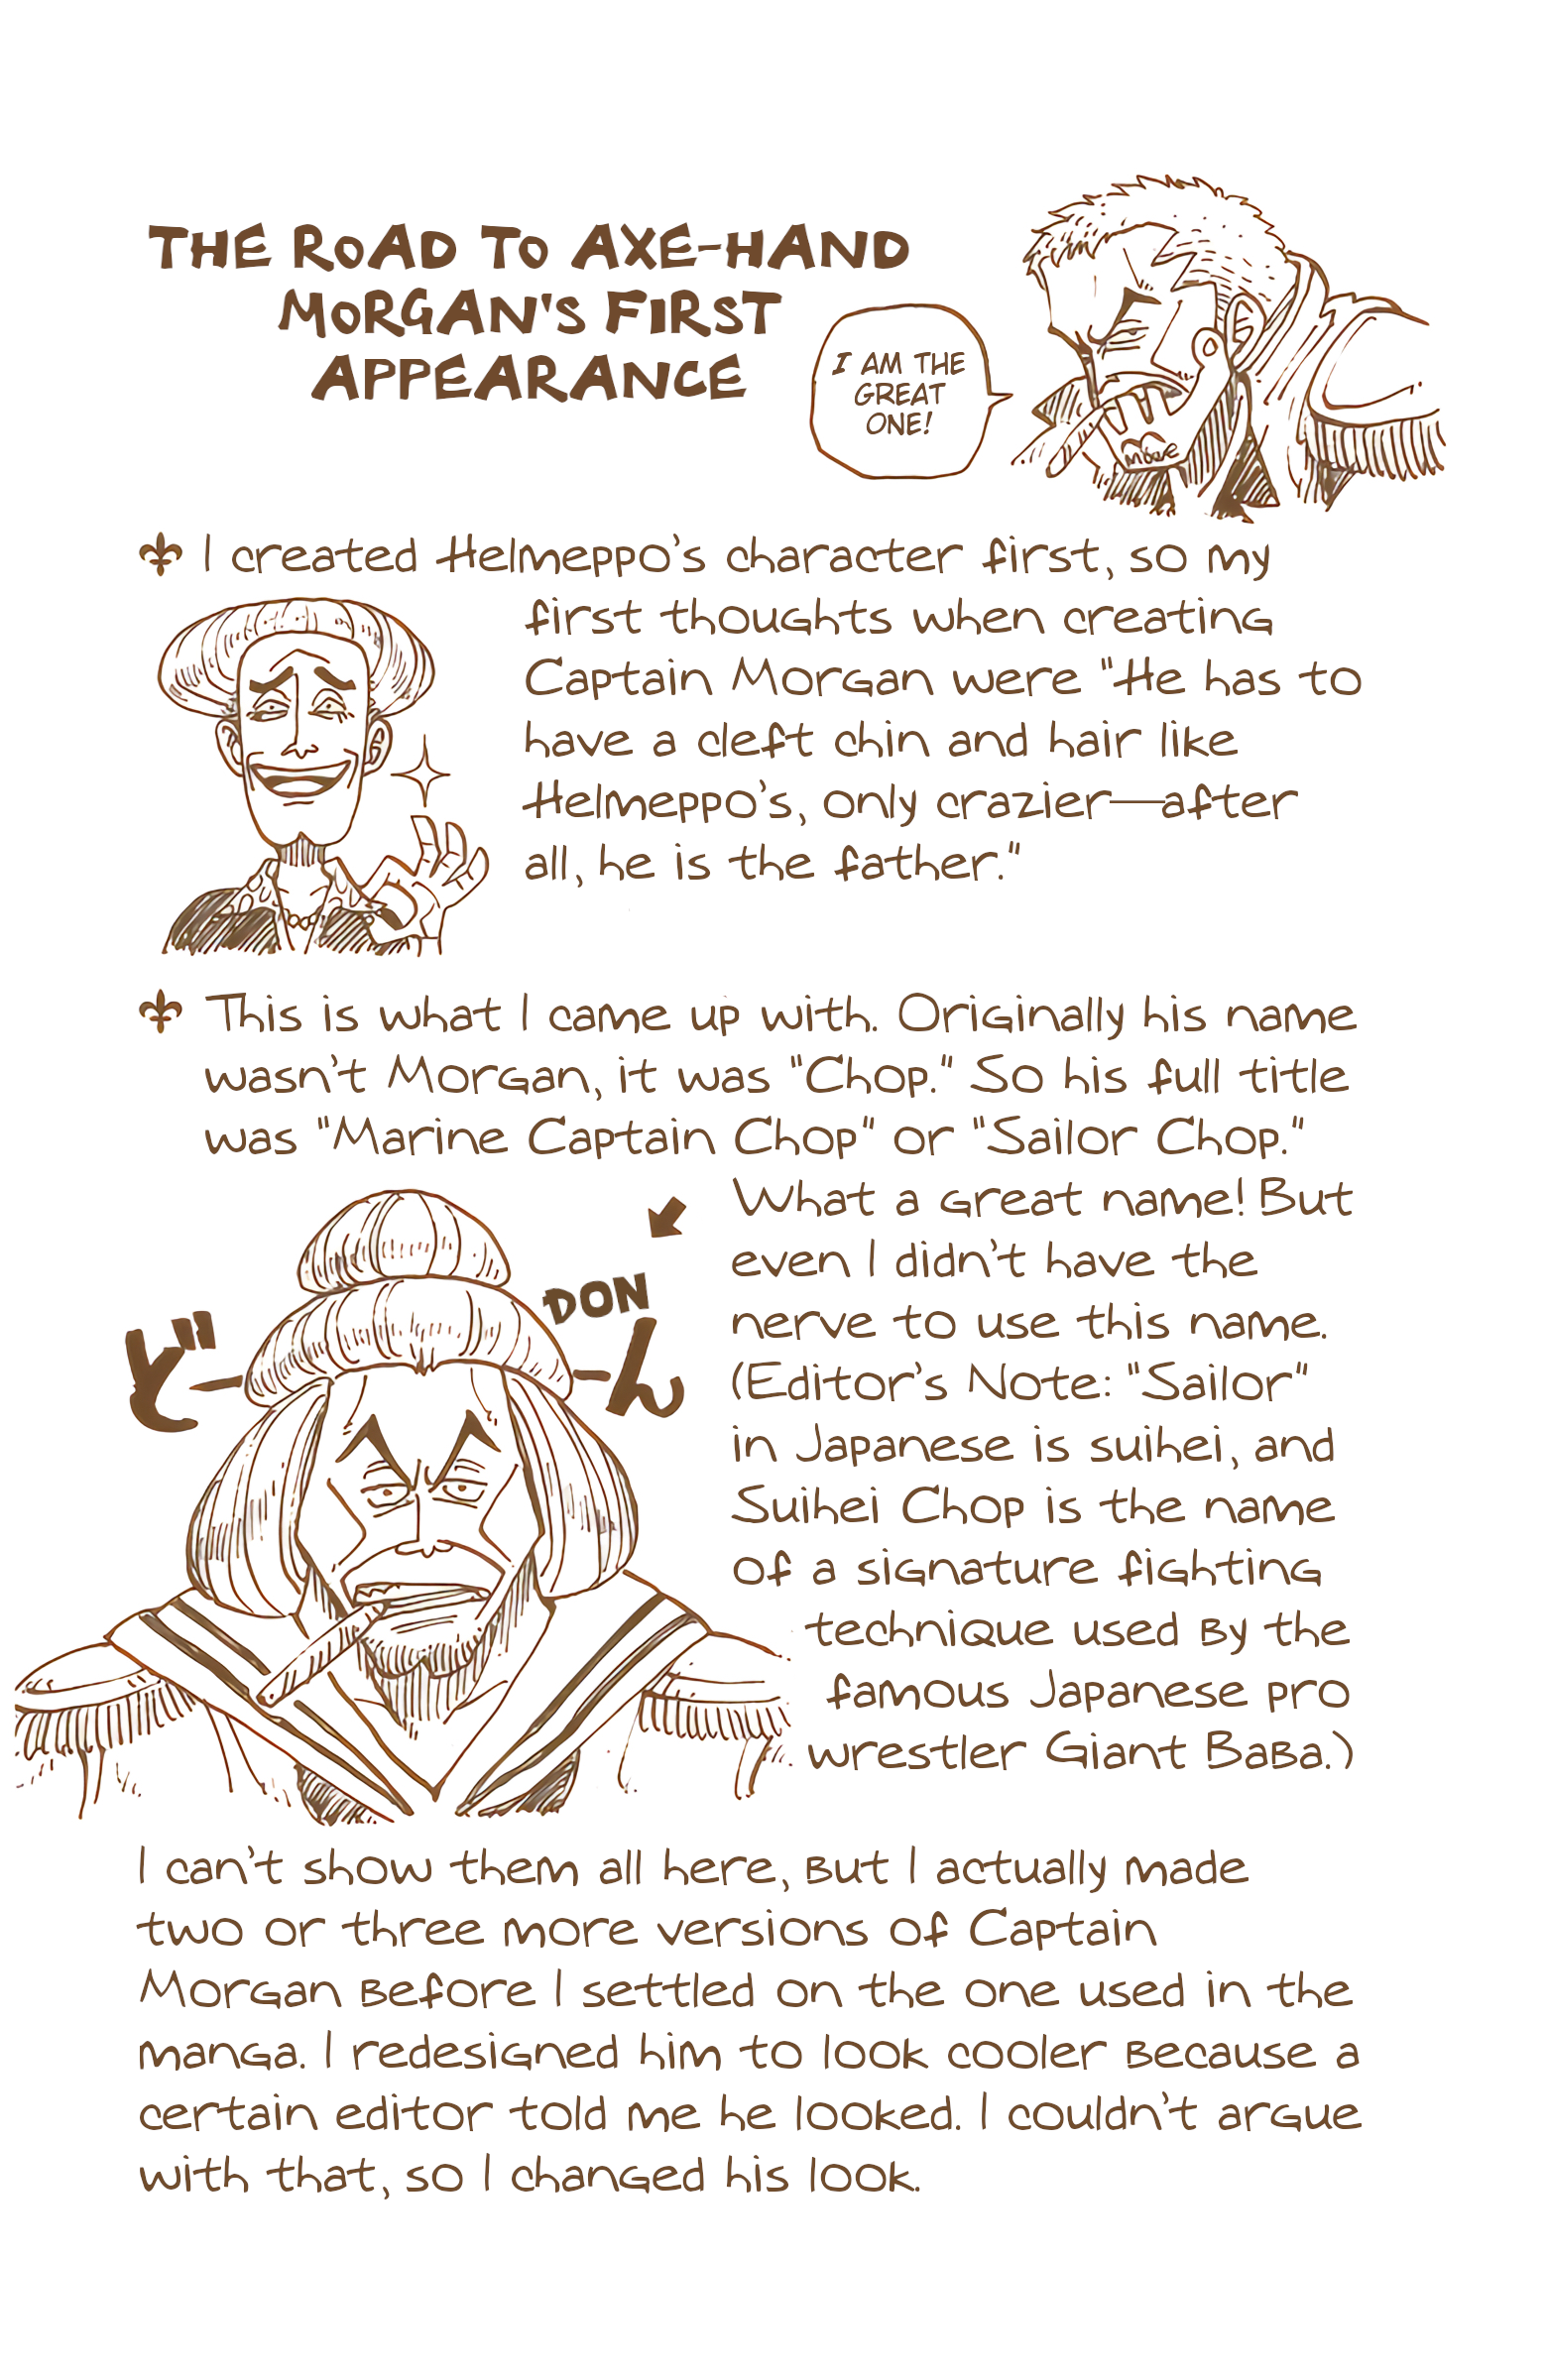 THE ROAD TO AXE-HAND
MORGAN'S FIRST
APPEARANCE
I AM THE
GREAT
ONE!
I created Helmeppo's character first, so my
first thoughts when creating
Captain Morgan were "He has to
have a cleft chin and hair like
Helmeppo's, only crazier—after
all, he is the father."
This is what I came up with. Originally his name
wasn't Morgan, it was "Chop." So his full title
was "Marine Captain Chop" or "Sailor Chop."
What a great name! But
even I didn't have the
nerve to use this name.
(Editor's Note: "Sailor"
in Japanese is suihei, and
Suihei Chop is the name
of a signature fighting
technique used by the
famous Japanese pro
wrestler Giant Baba.)
DON
どーん
I can't show them all here, but I actually made
two or three more versions of Captain
Morgan before I settled on the one used in the
manga. I redesigned him to look cooler because a
certain editor told me he looked. I couldn't argue
with that, so I changed his look.